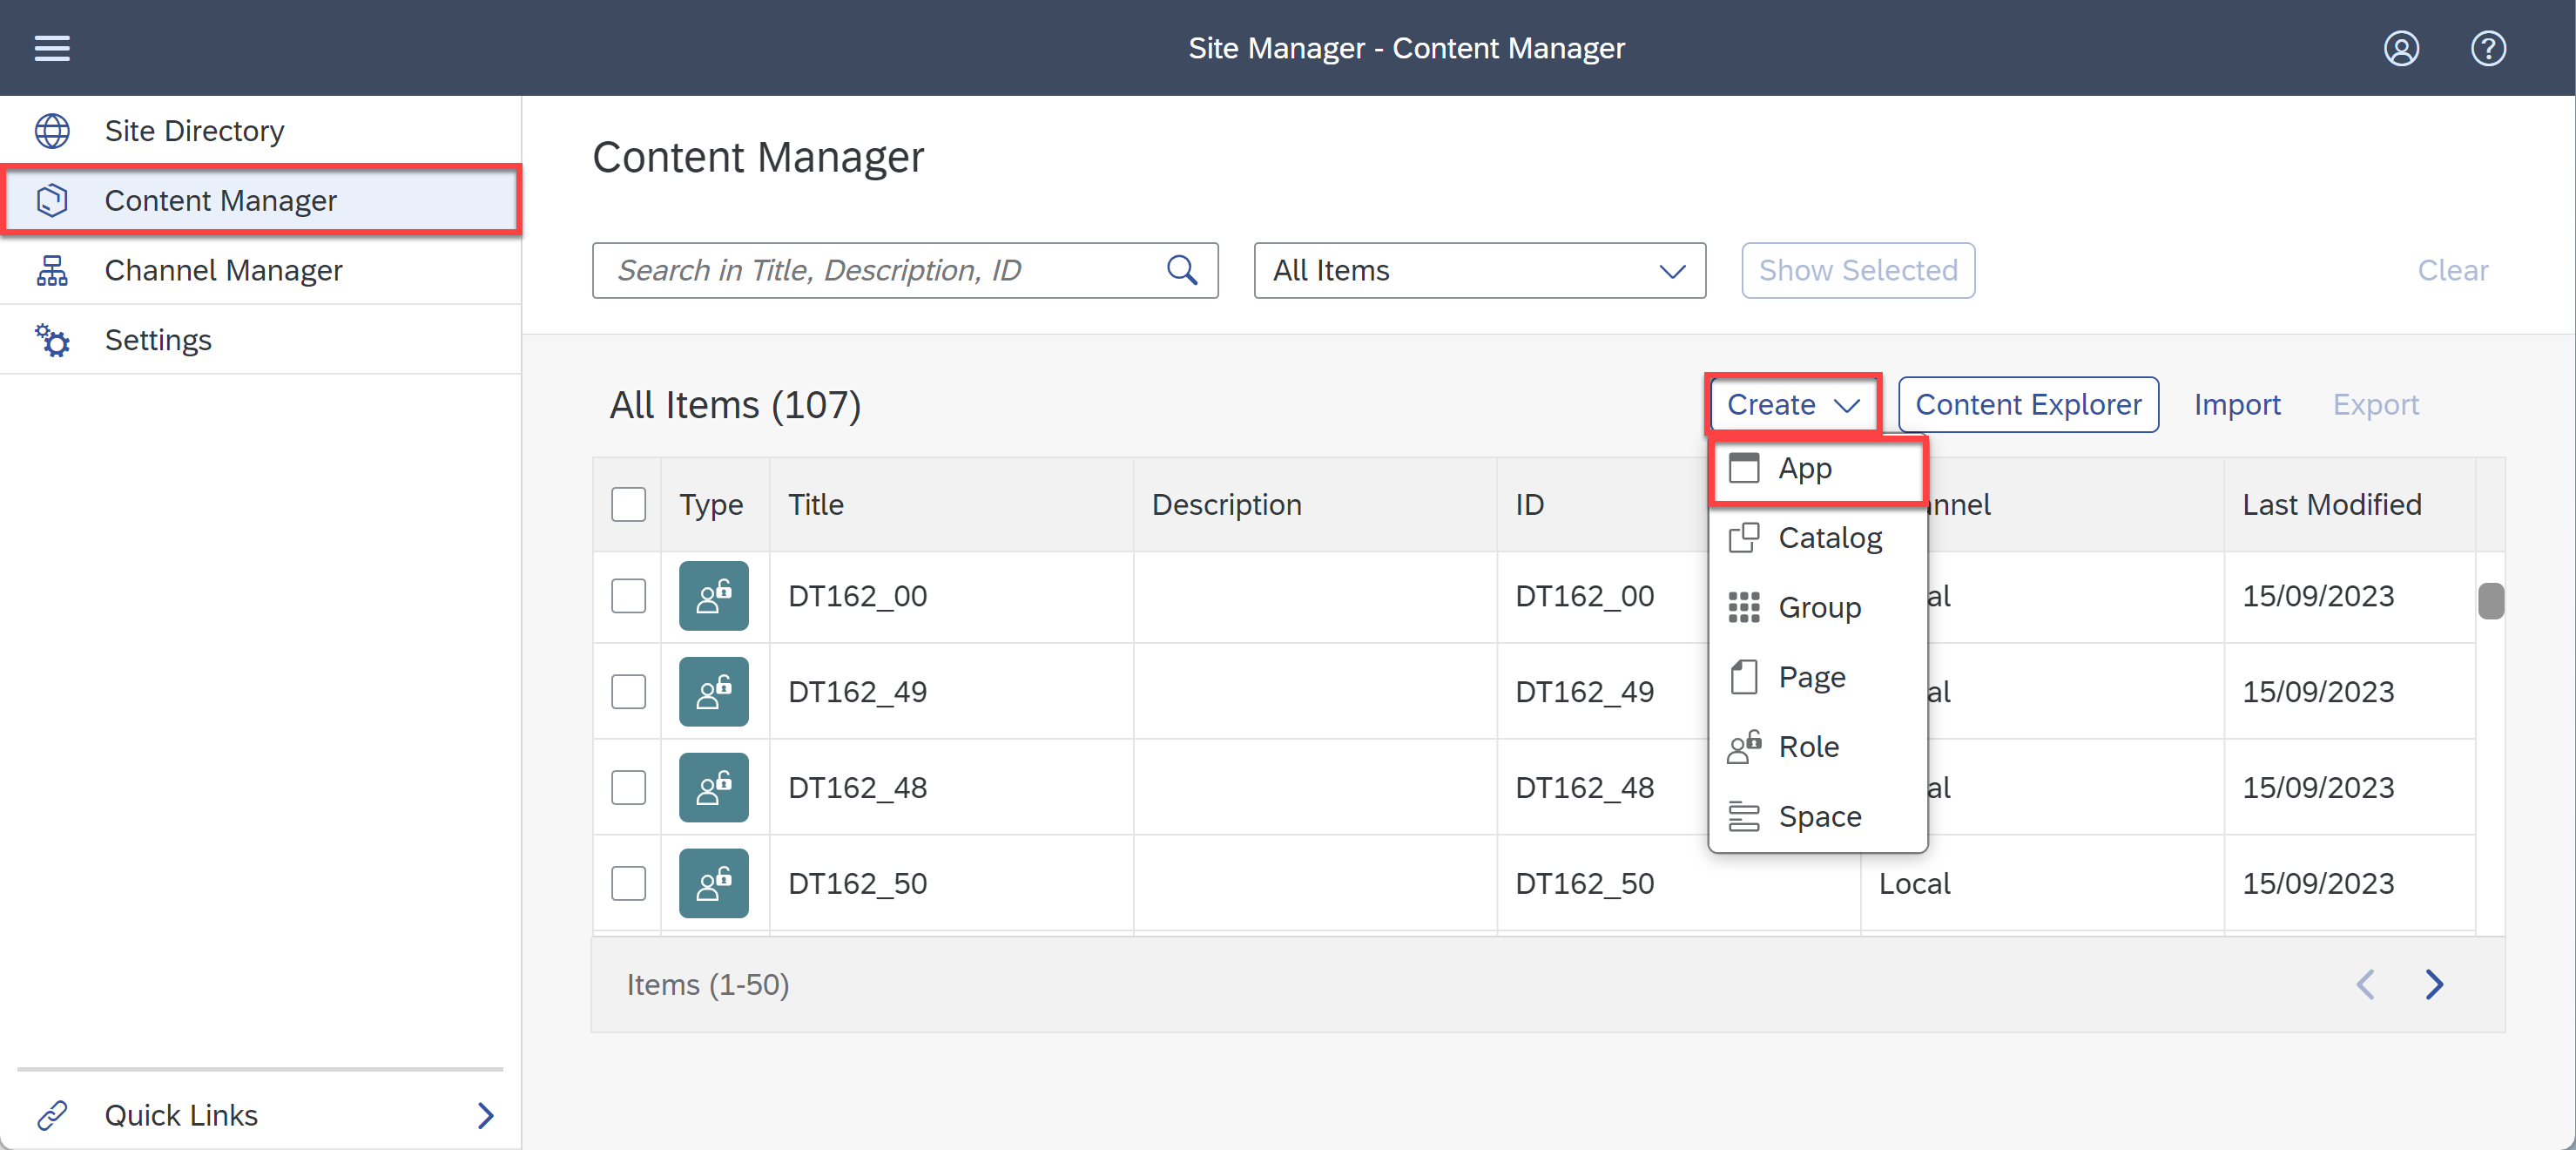 Site Manager - Content Manager
Site Directory
Content Manager
Channel Manager
Settings
Quick Links
Content Manager
Search in Title, Description, ID
All Items
Show Selected
Clear
All Items (107)
Create
Content Explorer
Import
Export
App
Catalog
Group
Page
Role
Space
Type Title Description ID nnel Last Modified
DT162_00 DT162_00 al 15/09/2023
DT162_49 DT162_49 al 15/09/2023
DT162_48 DT162_48 al 15/09/2023
DT162_50 DT162_50 Local 15/09/2023
Items (1-50)